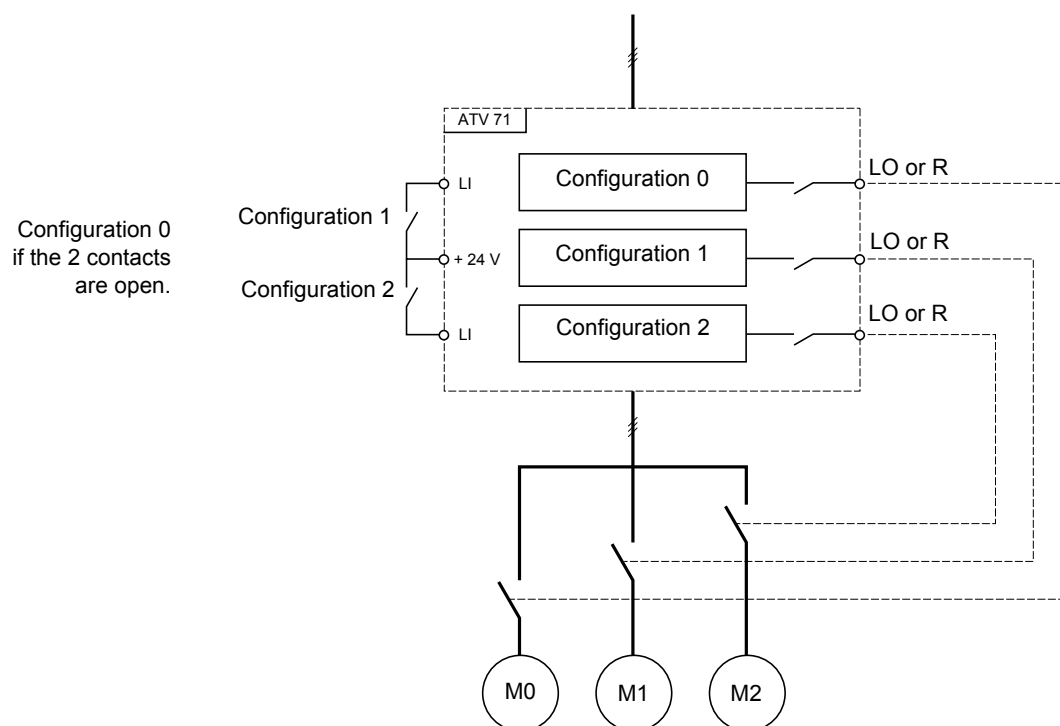 ATV 71
LI
Configuration 0
LO or R
Configuration 1
Configuration 0
if the 2 contacts
are open.
+ 24 V
Configuration 1
LO or R
Configuration 2
LI
Configuration 2
LO or R
M0
M1
M2